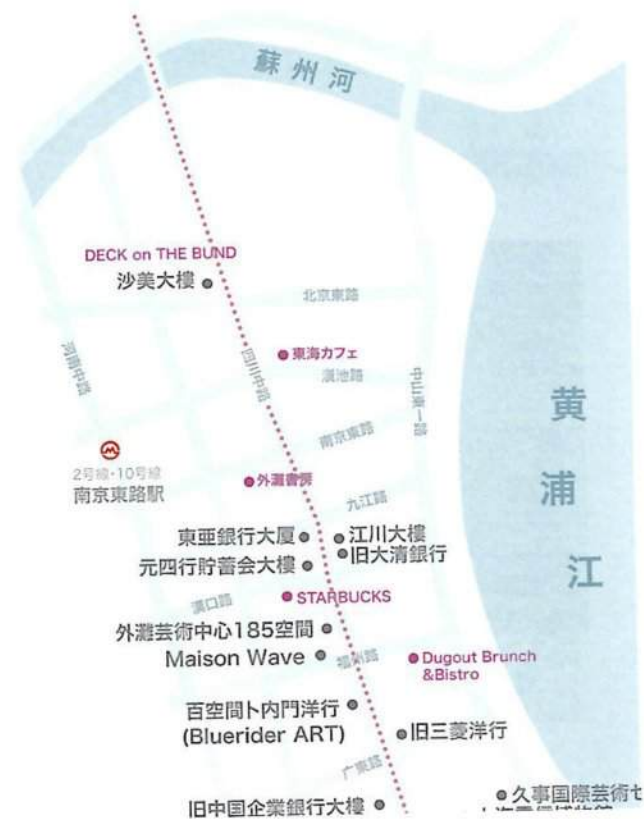 蘇州河
DECK on THE BUND
沙美大樓
北京東路
東海カフェ
滇池路
河南中路
四川中路
中山東一路
南京東路
黄浦江
2号線・10号線
南京東路駅
外灘書房
九江路
東亜銀行大厦
江川大樓
旧大清銀行
元四行貯蓄会大樓
漢口路
STARBUCKS
外灘芸術中心185空間
Maison Wave
福州路
Dugout Brunch
&Bistro
百空間卜内門洋行
(Bluerider ART)
旧三菱洋行
广東路
久事国際芸術セ
旧中国企業銀行大樓